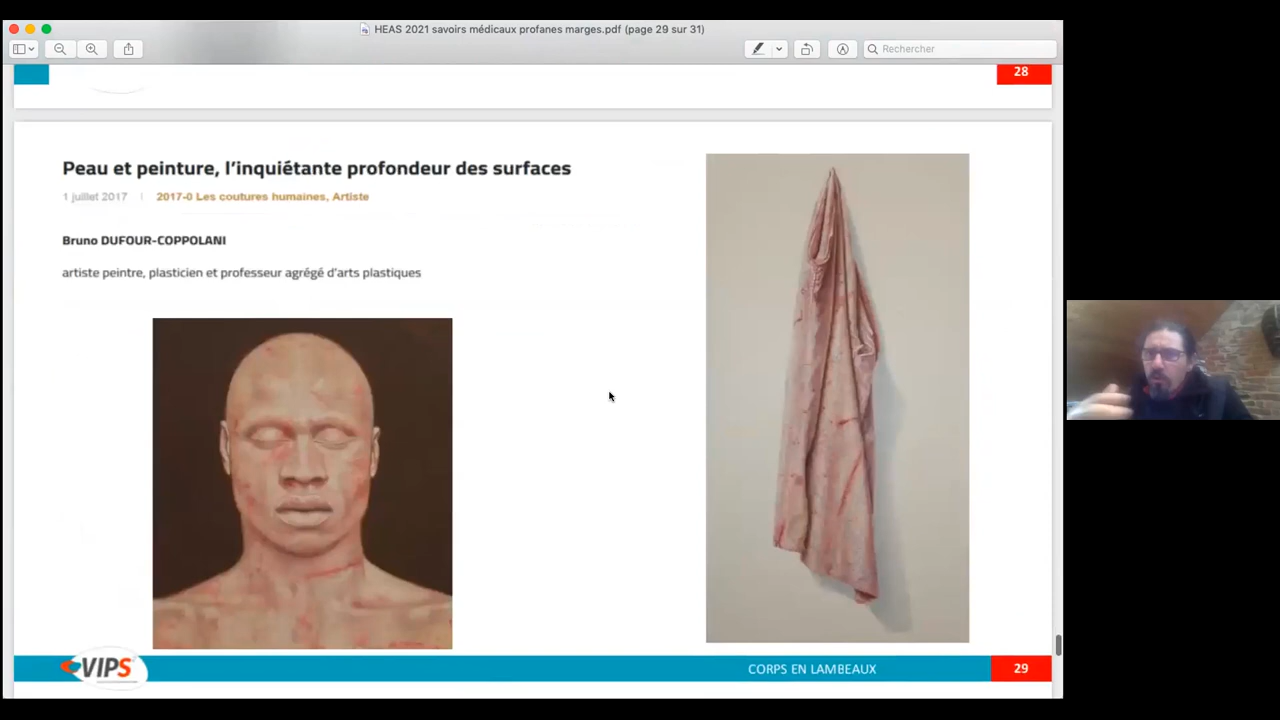 HEAS 2021 savoirs médicaux profanes marges.pdf (page 29 sur 31)
Rechercher
28
Peau et peinture, l'inquiétante profondeur des surfaces
1 juillet 2017 | 2017-0 Les coutures humaines, Artiste
Bruno DUFOUR-COPPOLANI
artiste peintre, plasticien et professeur agrégé d'arts plastiques
VIPS
CORPS EN LAMBEAUX
29